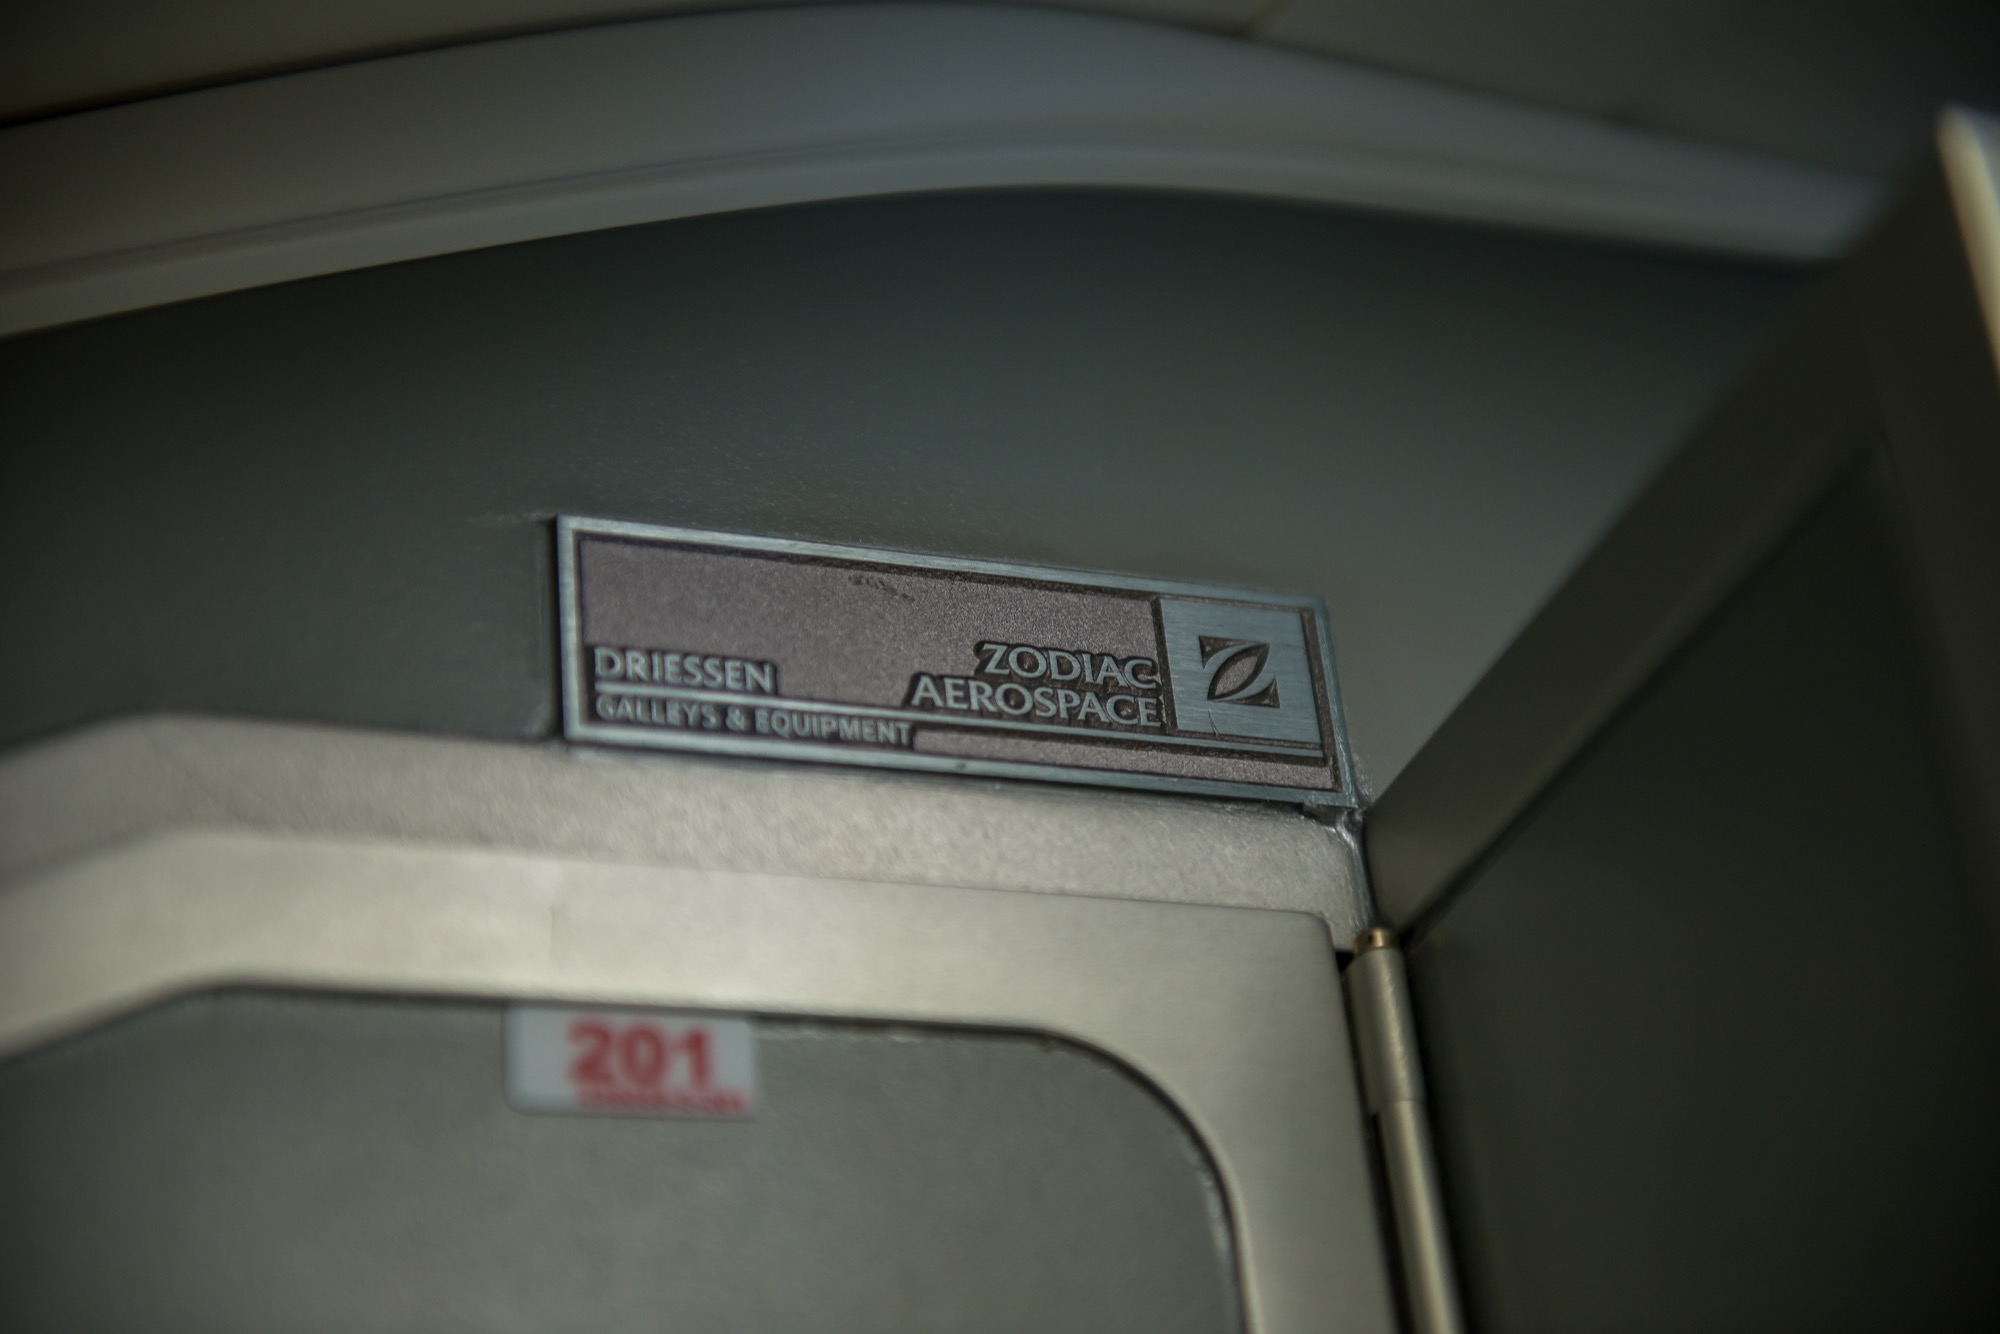 DRIESSEN
ZODIAC
AEROSPACE
GALLEYS & EQUIPMENT
201